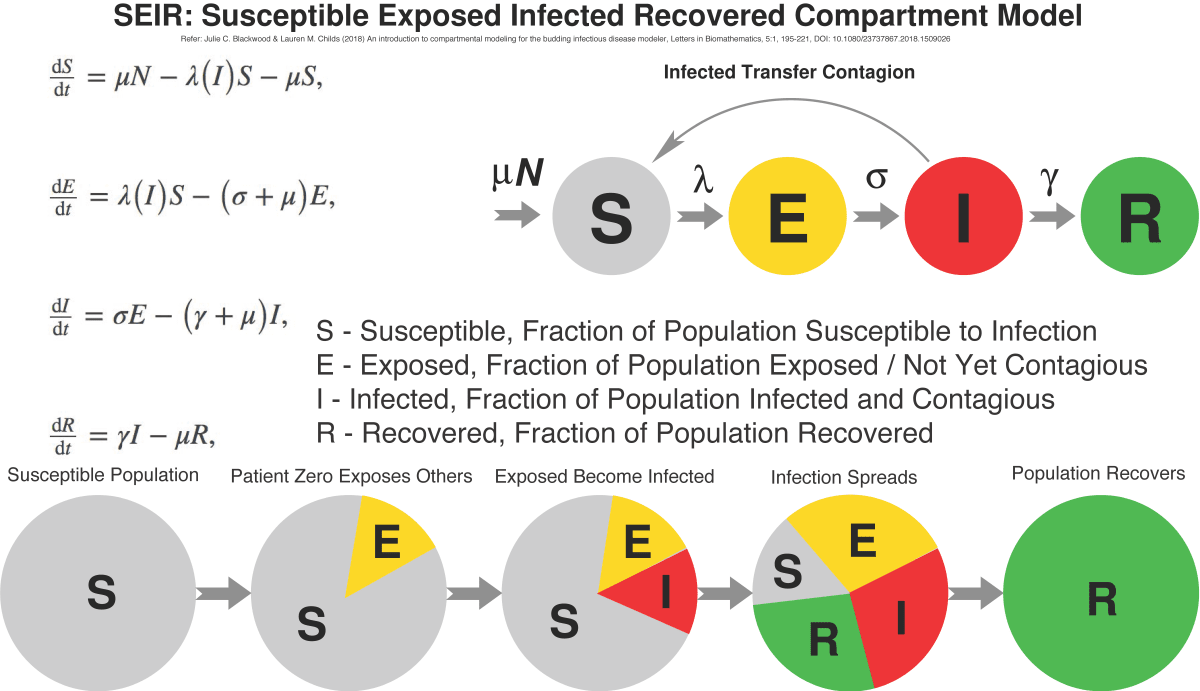 SEIR: Susceptible Exposed Infected Recovered Compartment Model
Refer: Julie C. Blackwood & Lauren M. Childs (2018) An introduction to compartmental modeling for the budding infectious disease modeler, Letters in Biomathematics, 5:1, 195-221, DOI: 10.1080/23737867.2018.1509026
dS/dt = μN − λ(I)S − μS,
dE/dt = λ(I)S − (σ + μ)E,
dI/dt = σE − (γ + μ)I,
dR/dt = γI − μR,
Infected Transfer Contagion
μN λ σ γ
S E I R
S - Susceptible, Fraction of Population Susceptible to Infection
E - Exposed, Fraction of Population Exposed / Not Yet Contagious
I - Infected, Fraction of Population Infected and Contagious
R - Recovered, Fraction of Population Recovered
Susceptible Population
S
Patient Zero Exposes Others
E
S
Exposed Become Infected
E
I
S
Infection Spreads
E
S
I
R
Population Recovers
R